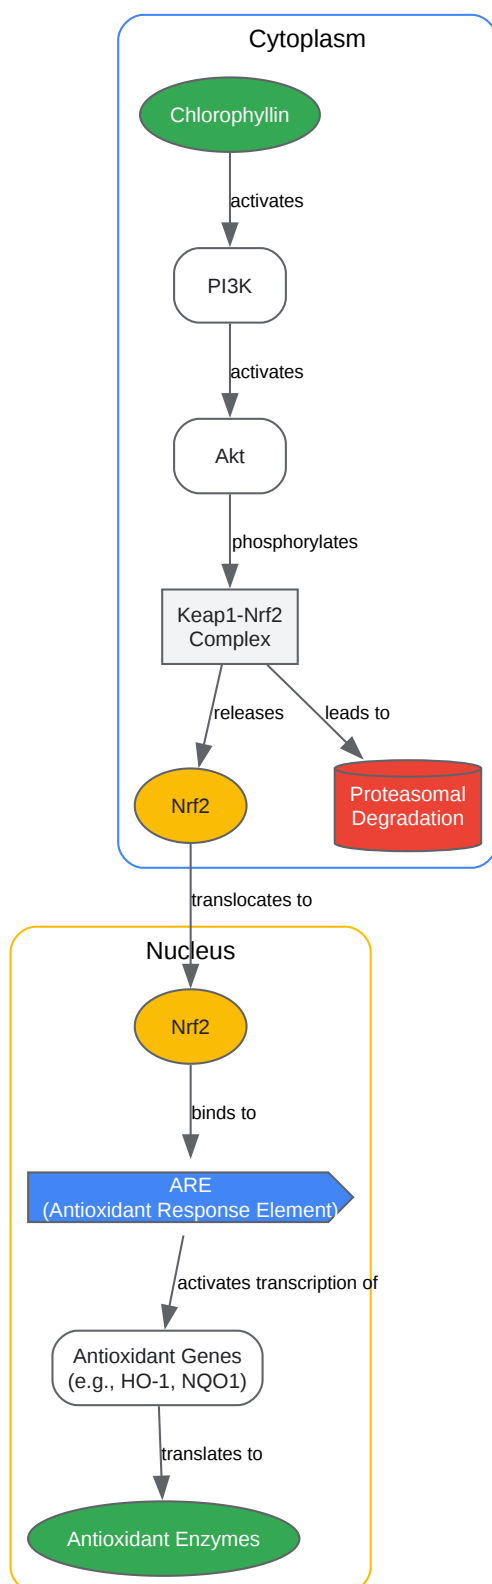 Cytoplasm
Chlorophyllin
activates
PI3K
activates
Akt
phosphorylates
Keap1-Nrf2
Complex
releases
leads to
Nrf2
Proteasomal
Degradation
translocates to
Nucleus
Nrf2
binds to
ARE
(Antioxidant Response Element)
activates transcription of
Antioxidant Genes
(e.g., HO-1, NQO1)
translates to
Antioxidant Enzymes